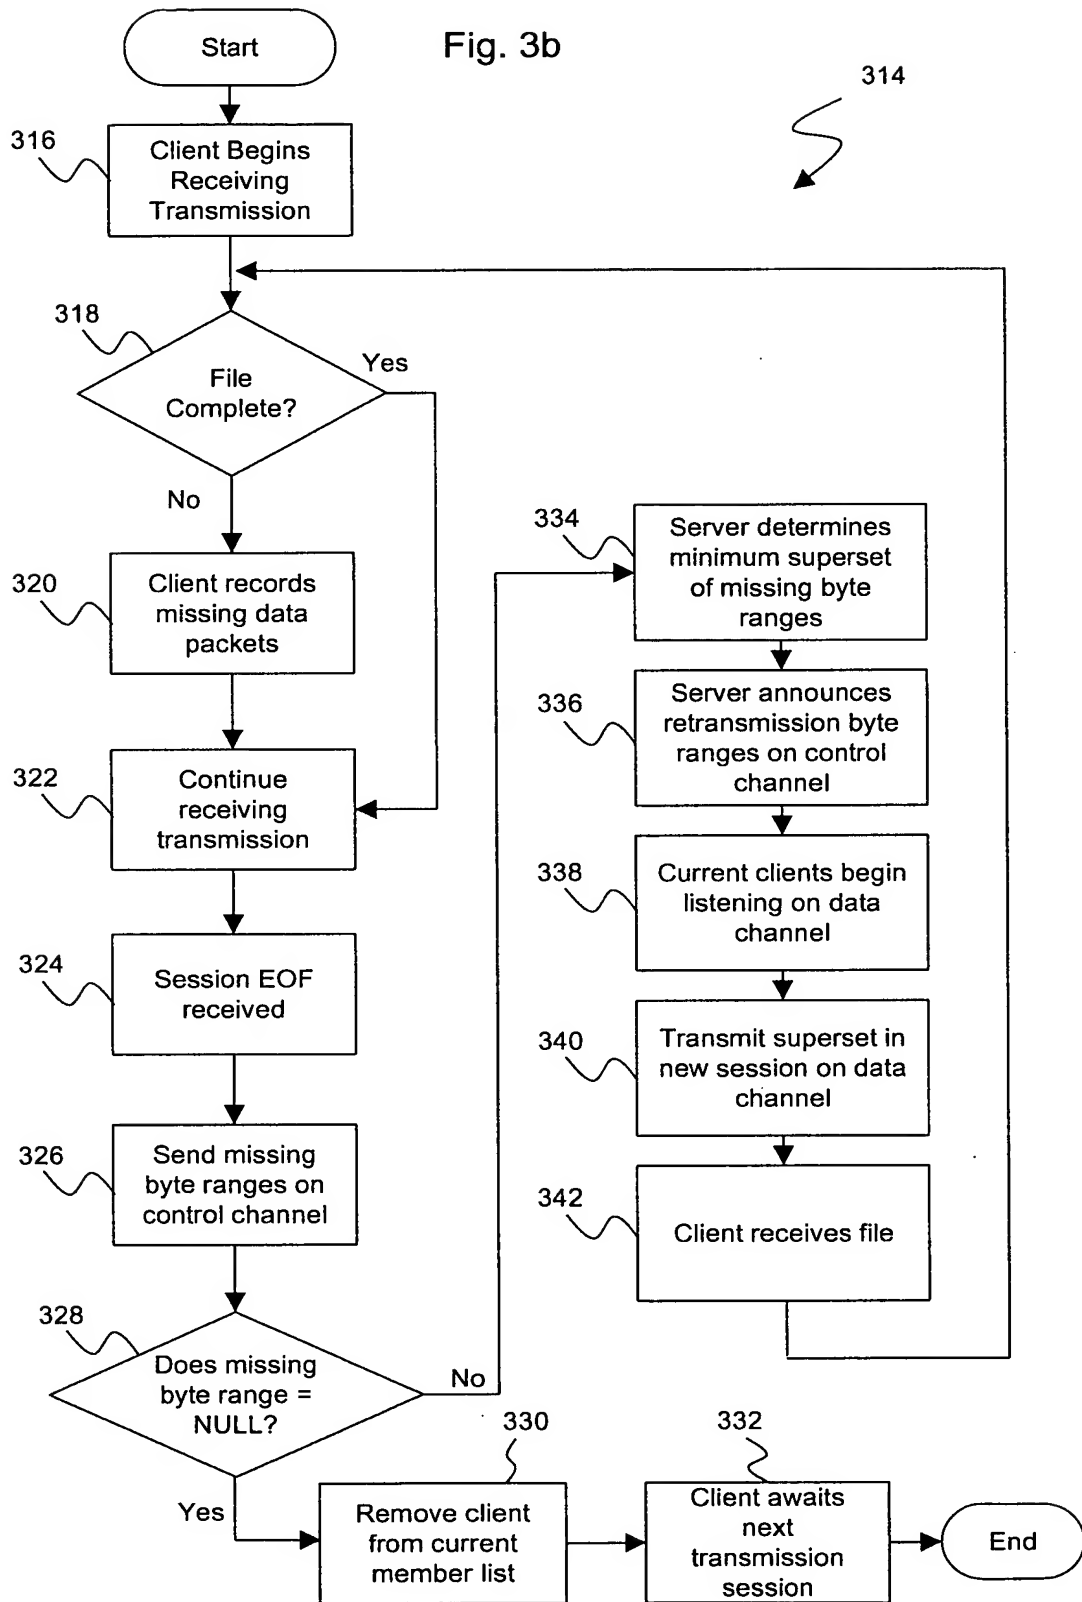 Start
Fig. 3b
314
316
Client Begins
Receiving
Transmission
318
File
Complete?
Yes
No
320
Client records
missing data
packets
322
Continue
receiving
transmission
324
Session EOF
received
326
Send missing
byte ranges on
control channel
328
Does missing
byte range =
NULL?
No
Yes
330
Remove client
from current
member list
332
Client awaits
next
transmission
session
End
334
Server determines
minimum superset
of missing byte
ranges
336
Server announces
retransmission byte
ranges on control
channel
338
Current clients begin
listening on data
channel
340
Transmit superset in
new session on data
channel
342
Client receives file